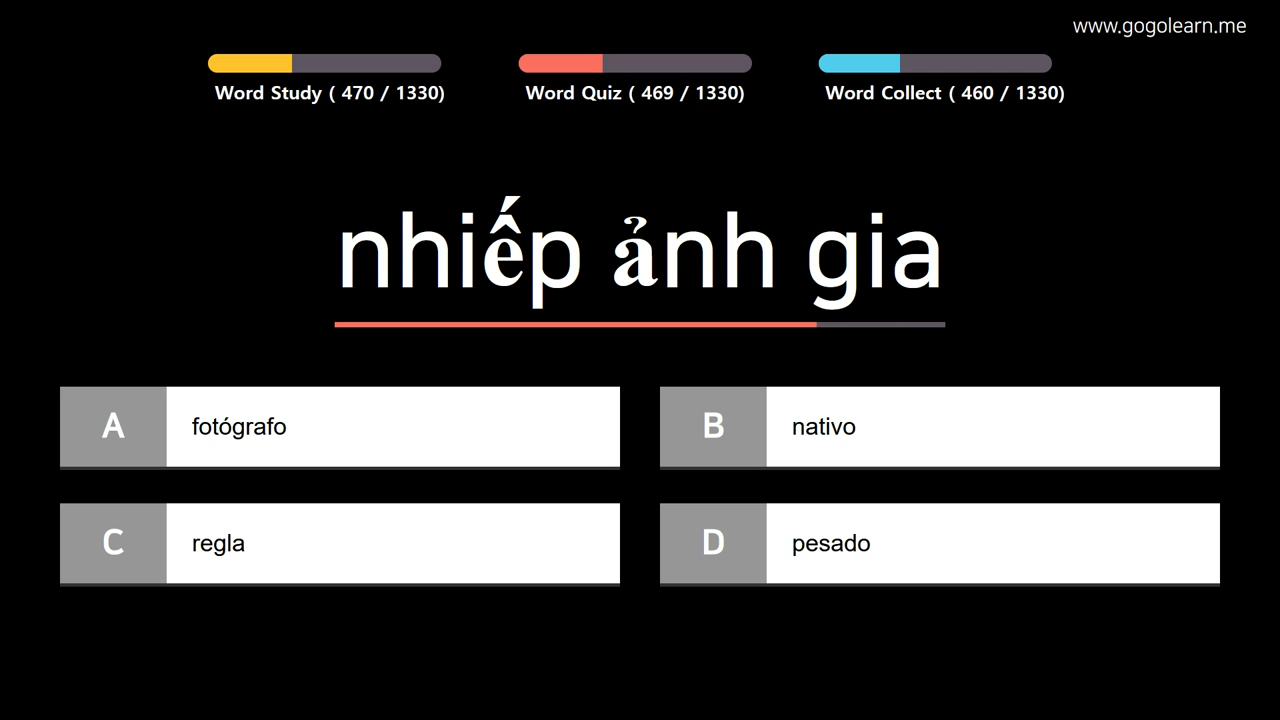 www.gogolearn.me
Word Study ( 470 / 1330)
Word Quiz ( 469 / 1330)
Word Collect ( 460 / 1330)
nhiếp ảnh gia
A fotógrafo
B nativo
C regla
D pesado